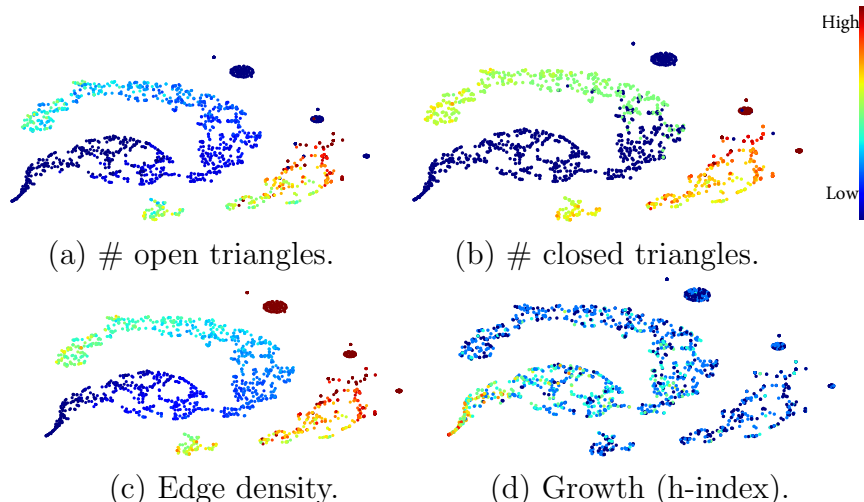 High
Low
(a) # open triangles.
(b) # closed triangles.
(c) Edge density.
(d) Growth (h-index).